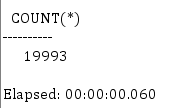 COUNT(*)
----------
19993
Elapsed: 00:00:00.060